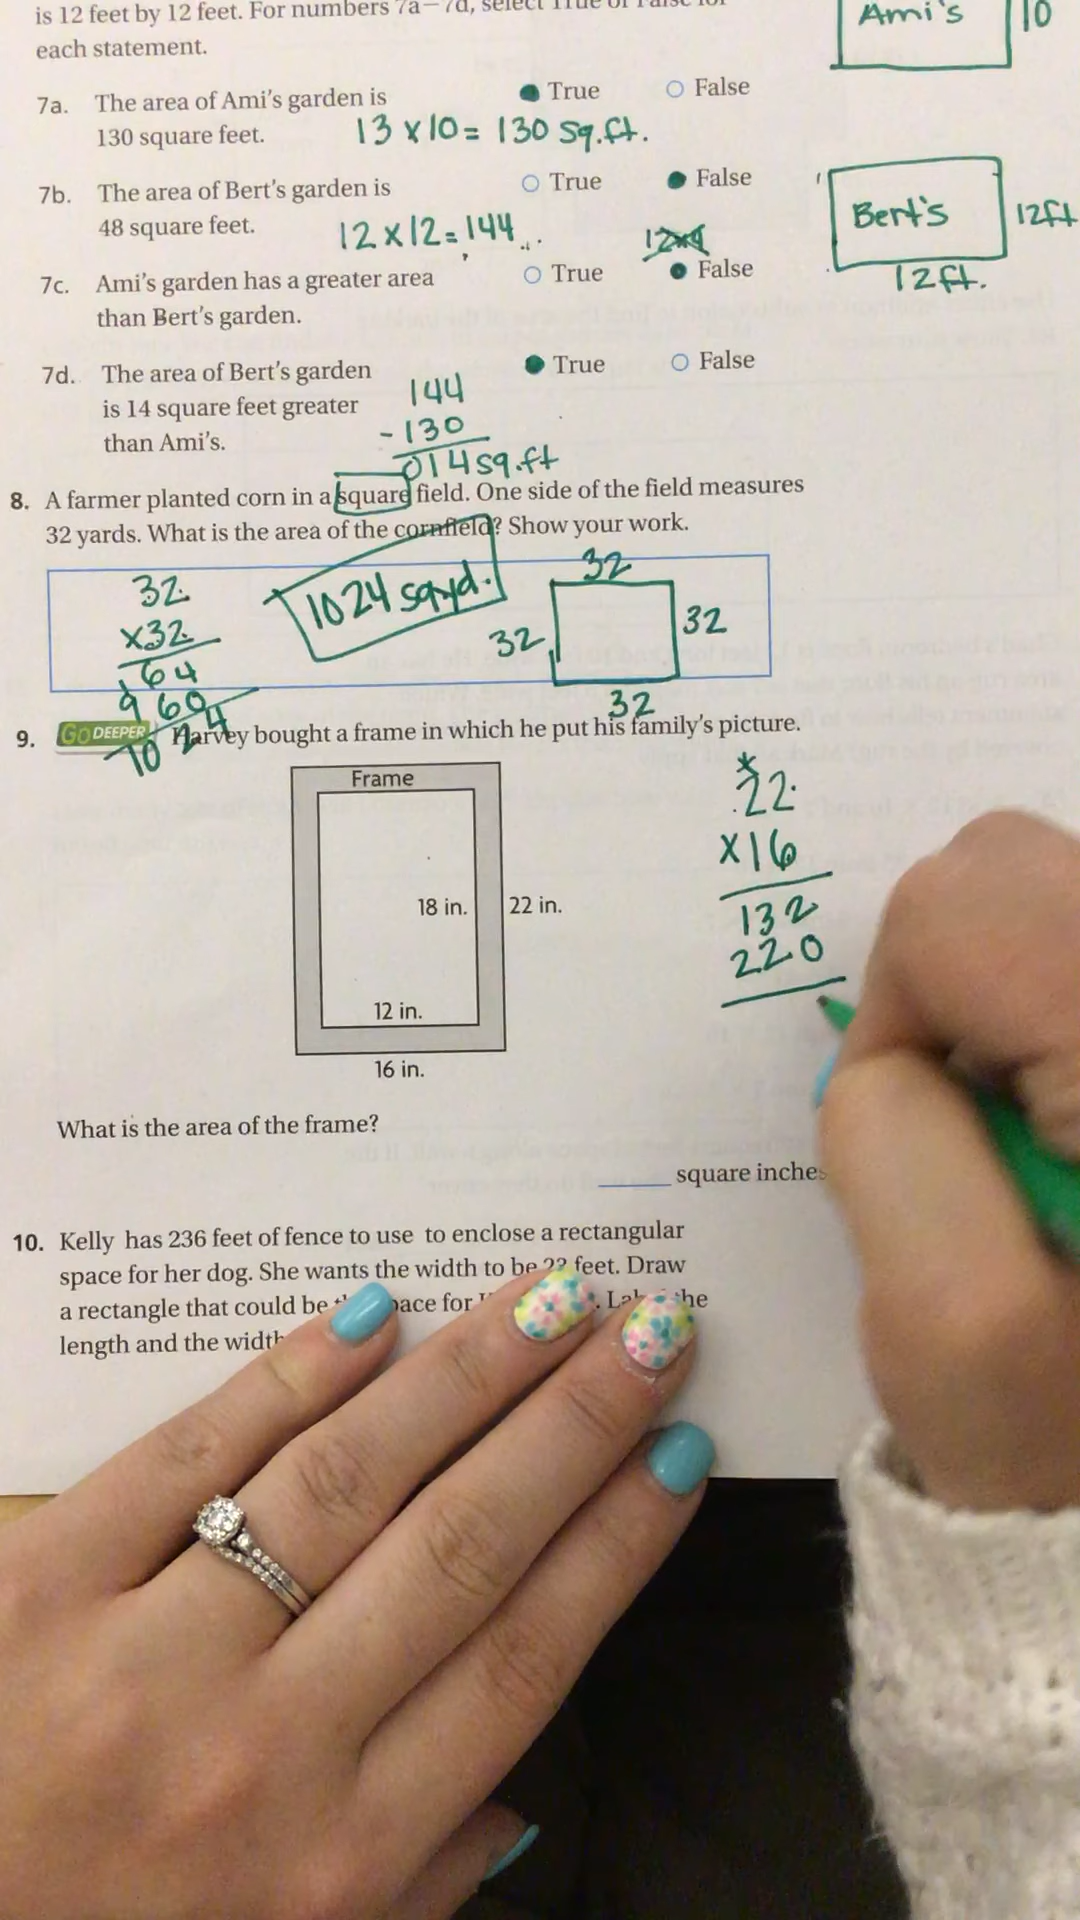 is 12 feet by 12 feet. For numbers 7a–7d, select True or False for
each statement.
Ami's 10
7a. The area of Ami's garden is
130 square feet.
True False
13 x 10 = 130 sq.ft.
7b. The area of Bert's garden is
48 square feet.
True False
12 x 12 = 144
12x4
Bert's 12ft
12ft.
7c. Ami's garden has a greater area
than Bert's garden.
True False
7d. The area of Bert's garden
is 14 square feet greater
than Ami's.
True False
144
- 130
014 sq.ft
8. A farmer planted corn in a square field. One side of the field measures
32 yards. What is the area of the cornfield? Show your work.
32
x32
64
960
1024
1024 sqyd.
32
32 32
32
9. GO DEEPER Harvey bought a frame in which he put his family's picture.
Frame
18 in. 22 in.
12 in.
16 in.
22
x16
132
220
What is the area of the frame?
square inches
10. Kelly has 236 feet of fence to use to enclose a rectangular
space for her dog. She wants the width to be feet. Draw
a rectangle that could be for the
length and the width